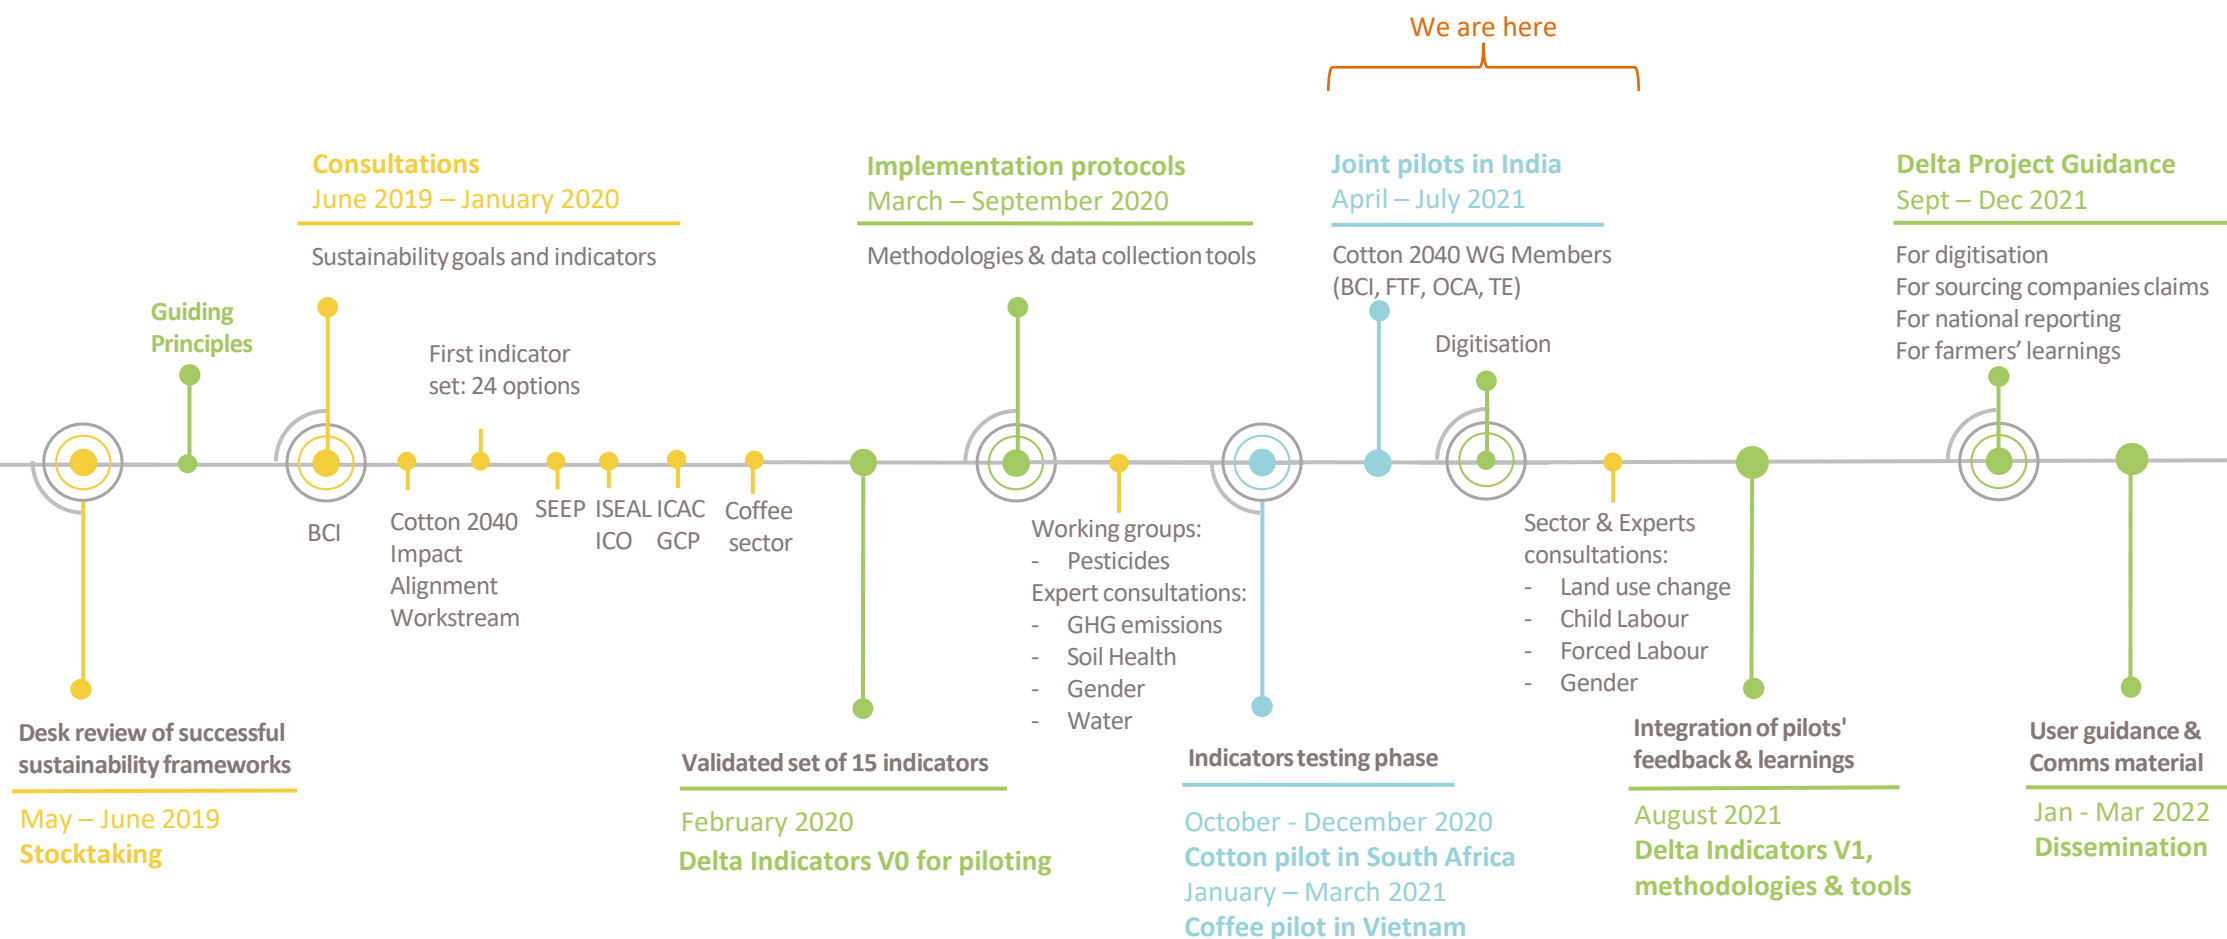 We are here
Consultations
June 2019 – January 2020
Sustainability goals and indicators
Implementation protocols
March – September 2020
Methodologies & data collection tools
Joint pilots in India
April – July 2021
Cotton 2040 WG Members
(BCI, FTF, OCA, TE)
Delta Project Guidance
Sept – Dec 2021
For digitisation
For sourcing companies claims
For national reporting
For farmers’ learnings
Guiding
Principles
First indicator
set: 24 options
Digitisation
BCI
Cotton 2040
Impact
Alignment
Workstream
SEEP
ISEAL
ICO
ICAC
GCP
Coffee
sector
Working groups:
- Pesticides
Expert consultations:
- GHG emissions
- Soil Health
- Gender
- Water
Sector & Experts
consultations:
- Land use change
- Child Labour
- Forced Labour
- Gender
Desk review of successful
sustainability frameworks
May – June 2019
Stocktaking
Validated set of 15 indicators
February 2020
Delta Indicators V0 for piloting
Indicators testing phase
October - December 2020
Cotton pilot in South Africa
January – March 2021
Coffee pilot in Vietnam
Integration of pilots'
feedback & learnings
August 2021
Delta Indicators V1,
methodologies & tools
User guidance &
Comms material
Jan - Mar 2022
Dissemination